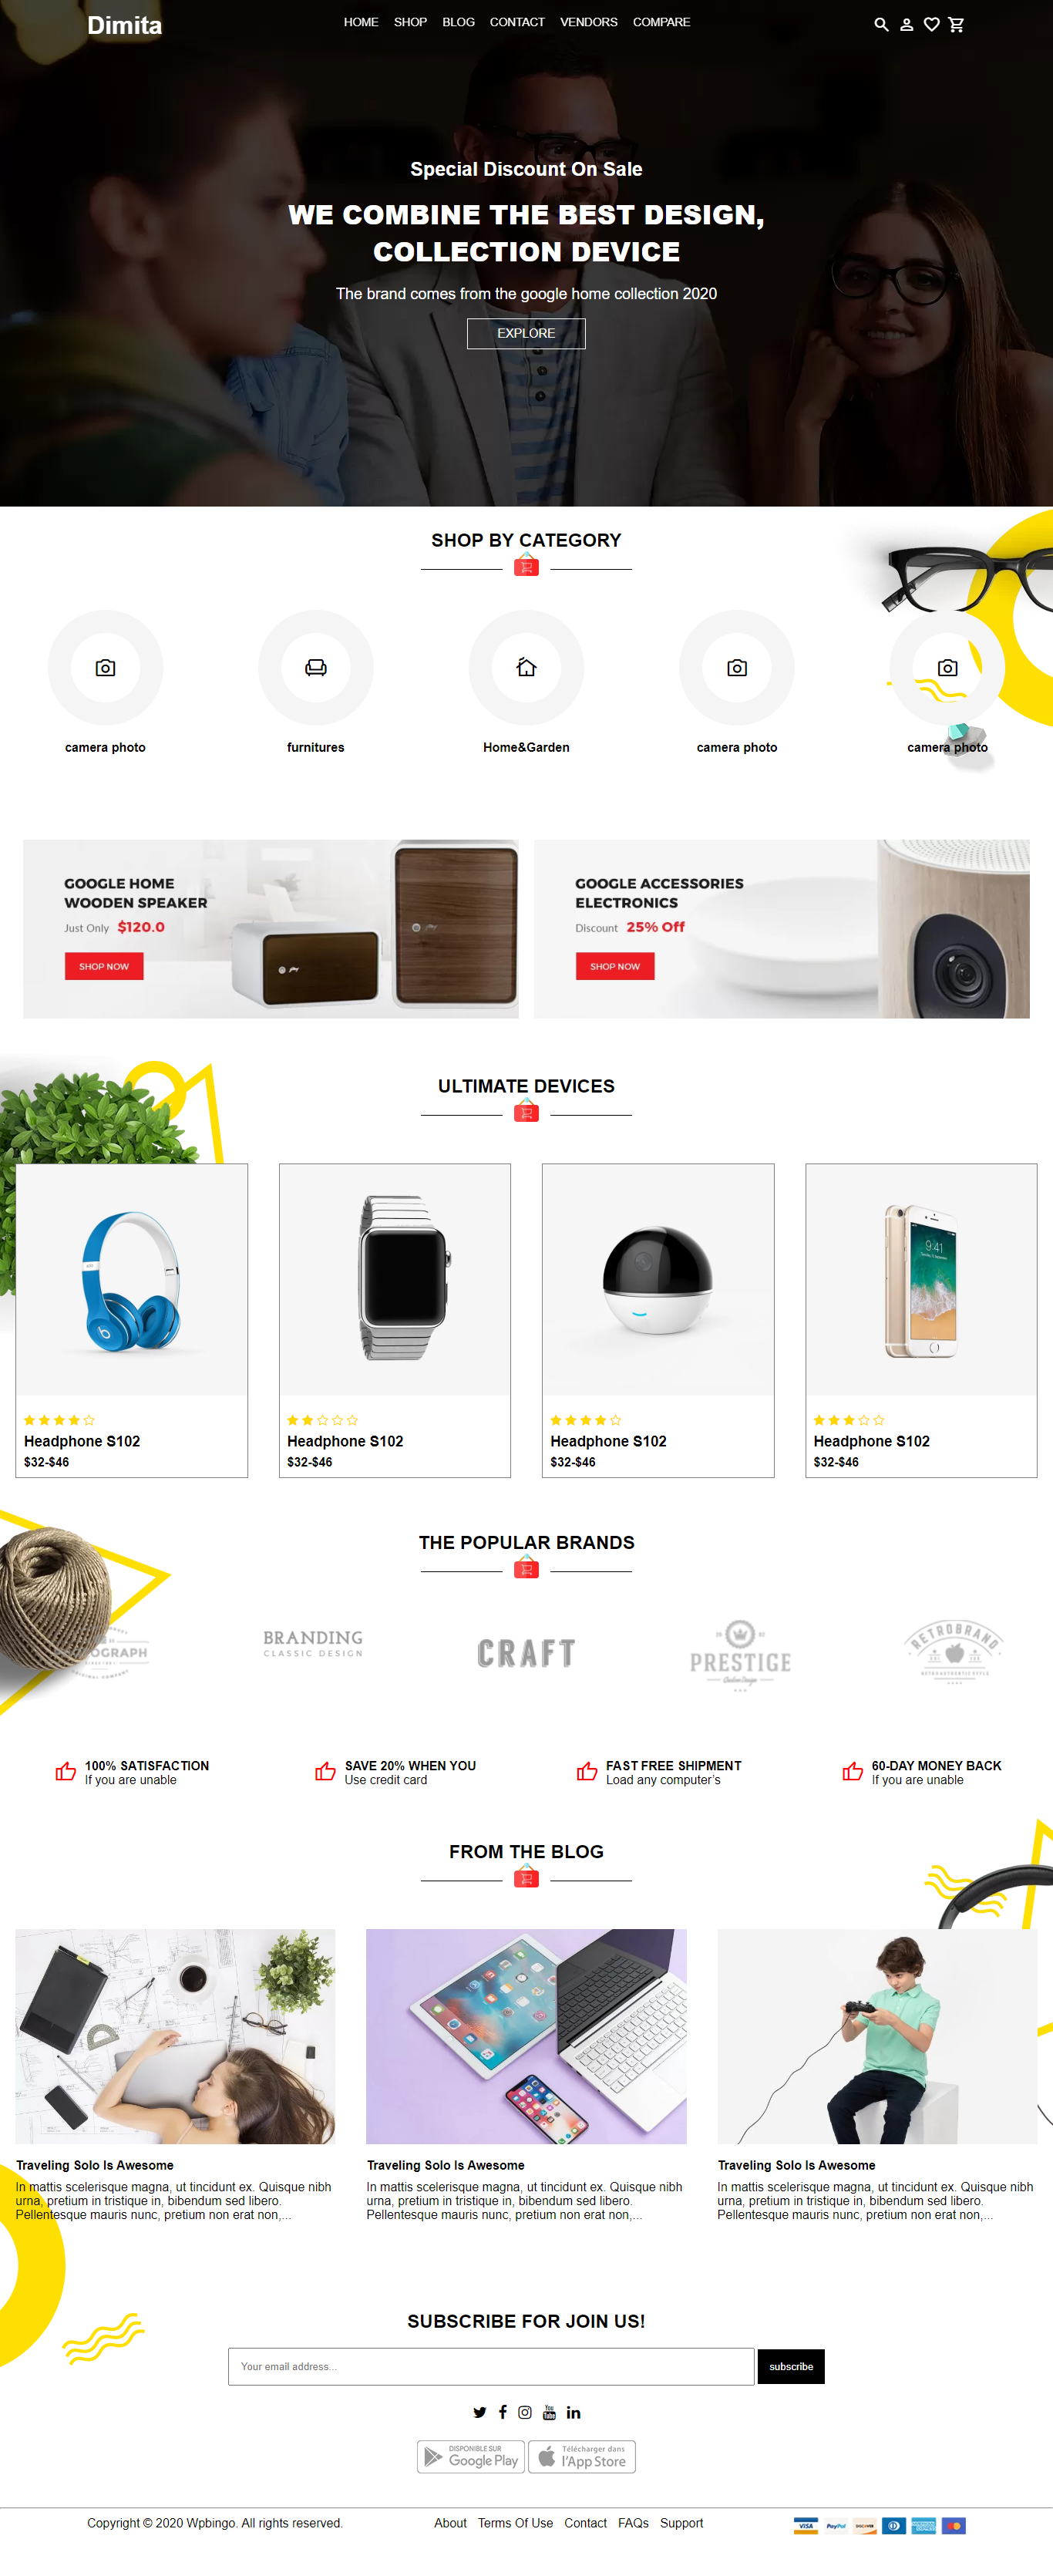 Dimita
HOME SHOP BLOG CONTACT VENDORS COMPARE
Special Discount On Sale
WE COMBINE THE BEST DESIGN,
COLLECTION DEVICE
The brand comes from the google home collection 2020
EXPLORE
SHOP BY CATEGORY
camera photo
furnitures
Home&Garden
camera photo
camera photo
GOOGLE HOME
WOODEN SPEAKER
Just Only $120.0
SHOP NOW
GOOGLE ACCESSORIES
ELECTRONICS
Discount 25% Off
SHOP NOW
ULTIMATE DEVICES
9:41
Headphone S102
$32-$46
Headphone S102
$32-$46
Headphone S102
$32-$46
Headphone S102
$32-$46
THE POPULAR BRANDS
BRANDING
CLASSIC DESIGN
CRAFT
PRESTIGE
RETROBRAND
100% SATISFACTION
If you are unable
SAVE 20% WHEN YOU
Use credit card
FAST FREE SHIPMENT
Load any computer's
60-DAY MONEY BACK
If you are unable
FROM THE BLOG
Traveling Solo Is Awesome
In mattis scelerisque magna, ut tincidunt ex. Quisque nibh
urna, pretium in tristique in, bibendum sed libero.
Pellentesque mauris nunc, pretium non erat non,...
Traveling Solo Is Awesome
In mattis scelerisque magna, ut tincidunt ex. Quisque nibh
urna, pretium in tristique in, bibendum sed libero.
Pellentesque mauris nunc, pretium non erat non,...
Traveling Solo Is Awesome
In mattis scelerisque magna, ut tincidunt ex. Quisque nibh
urna, pretium in tristique in, bibendum sed libero.
Pellentesque mauris nunc, pretium non erat non,...
SUBSCRIBE FOR JOIN US!
Your email address...
subscribe
You
Tube
DISPONIBLE SUR
Google Play
Télécharger dans
l'App Store
Copyright © 2020 Wpbingo. All rights reserved.
About Terms Of Use Contact FAQs Support
VISA PayPal DISCOVER